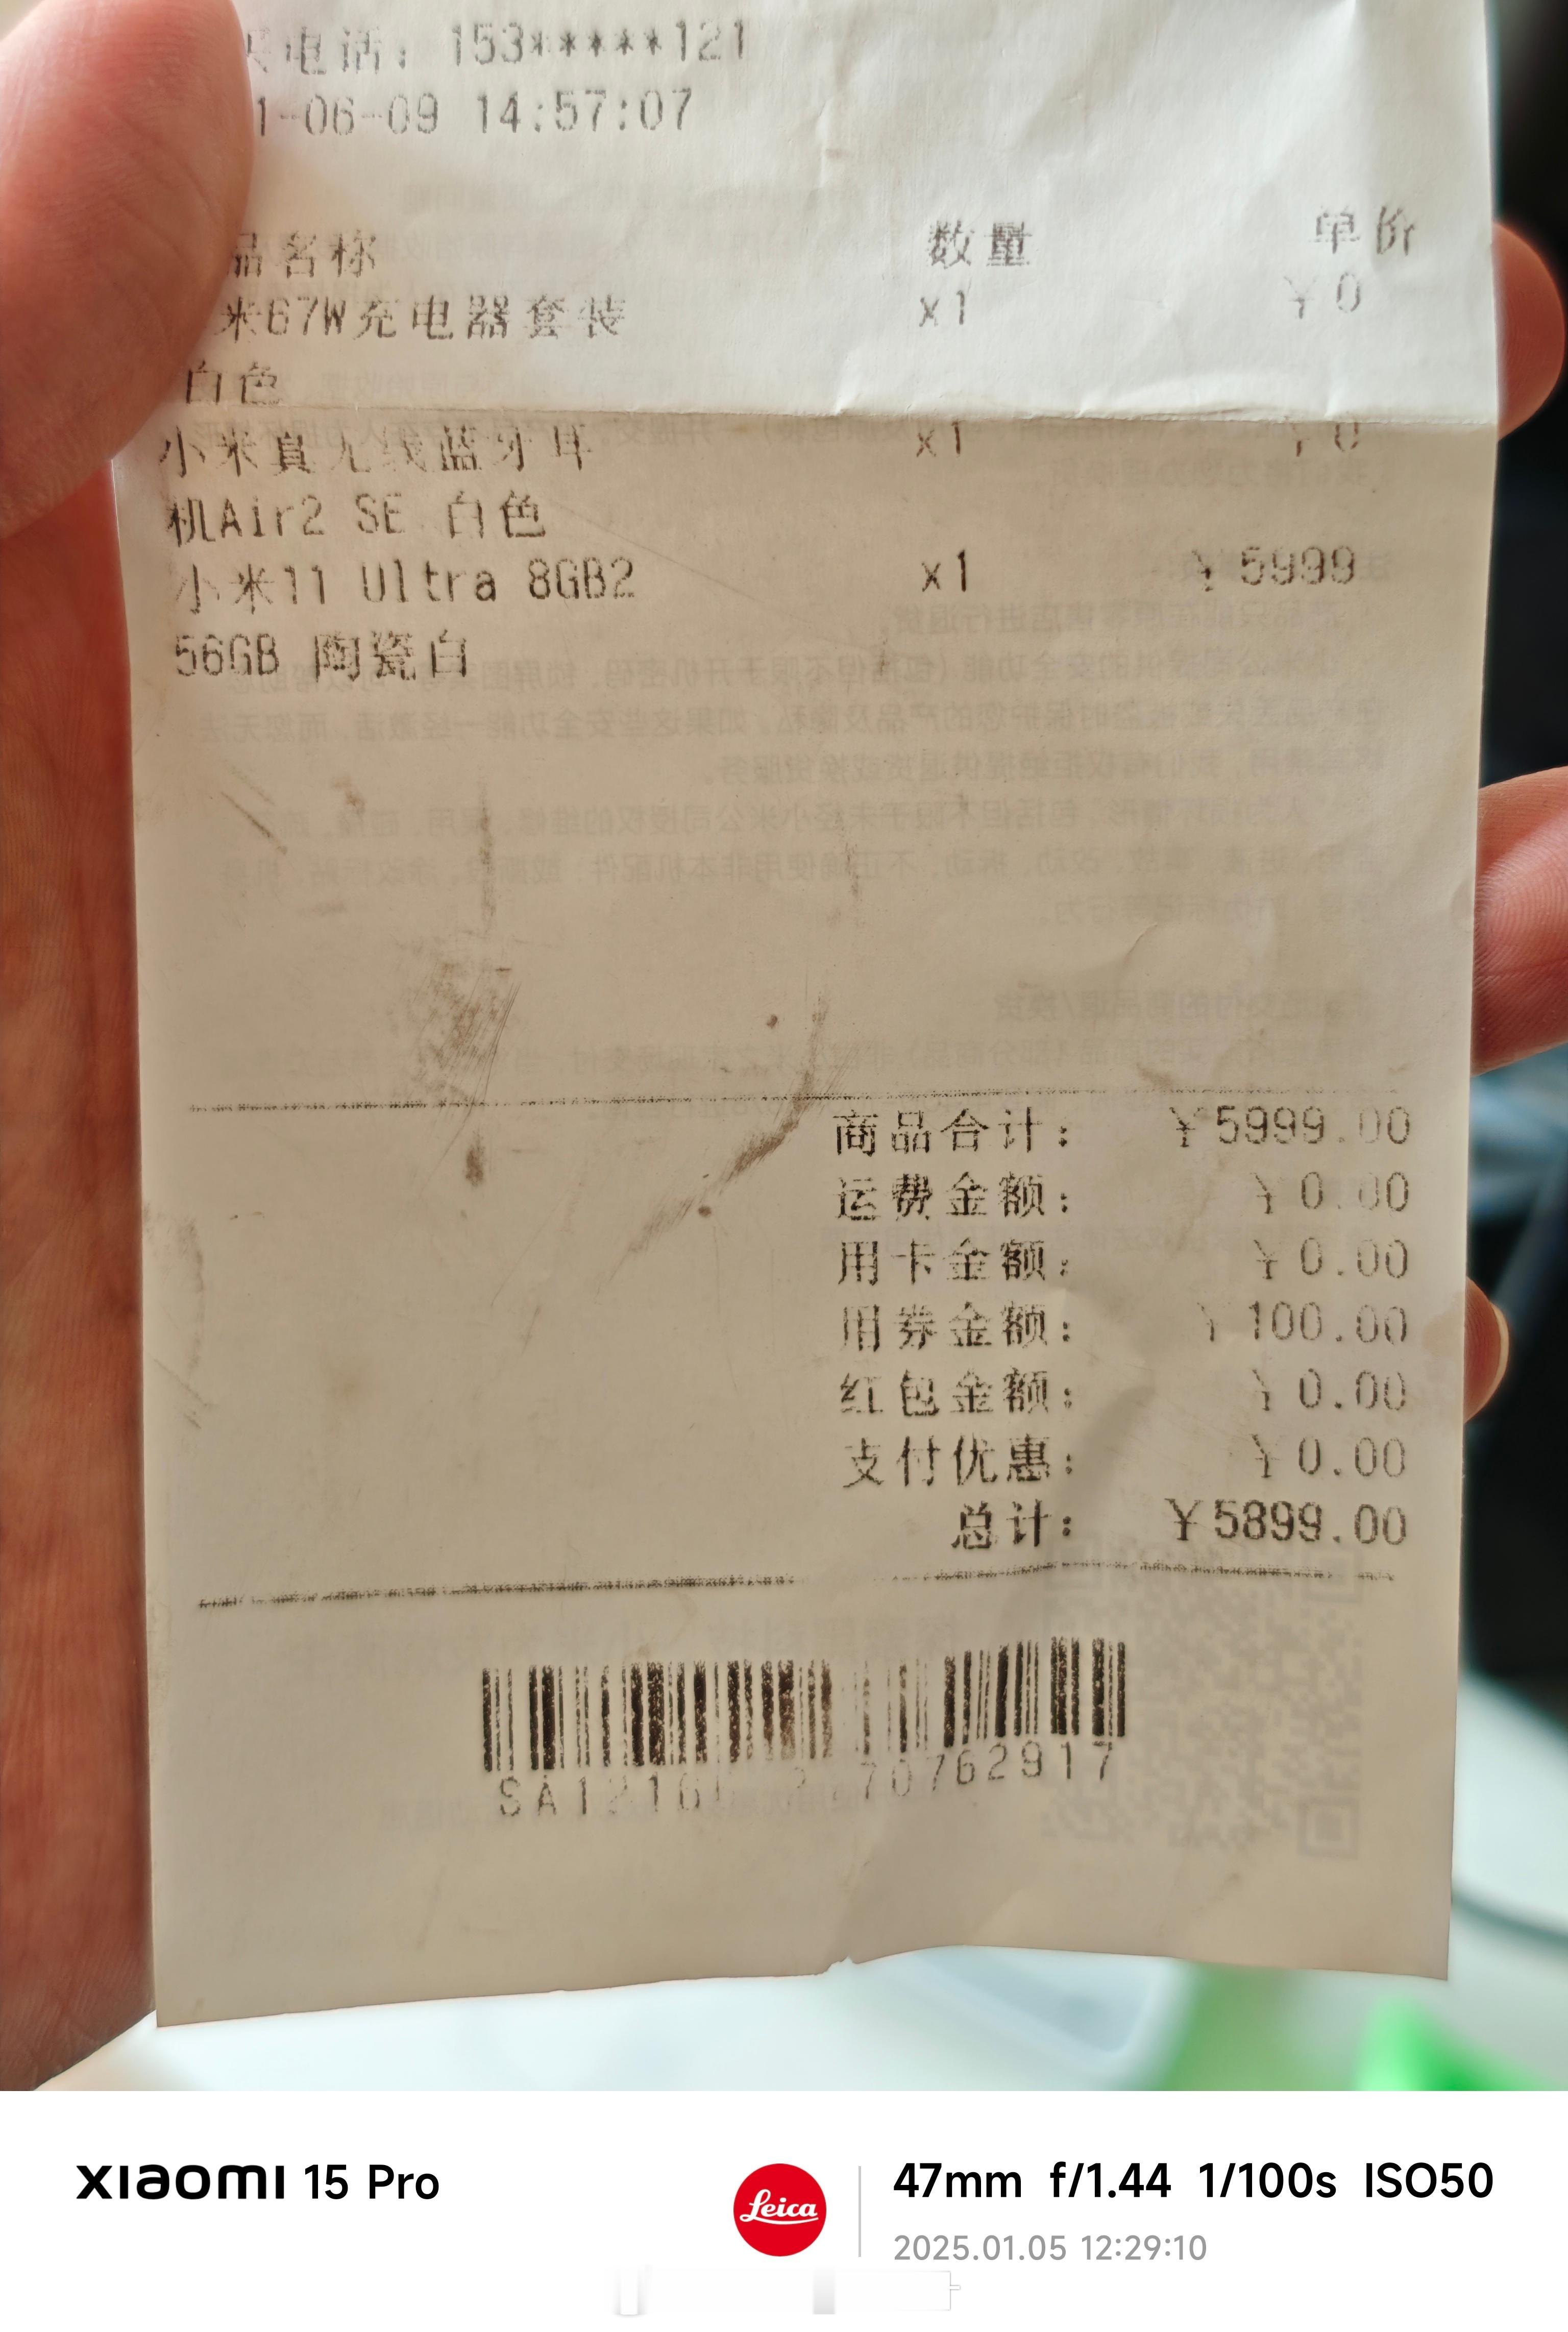 电话：153*****121
1-06-09 14:57:07
品名称 数量 单价
米67W充电器套装 x1 ¥0
白色
小米真无线蓝牙耳 x1 ¥0
机Air2 SE 白色
小米11 Ultra 8GB2 x1 ¥5999
56GB 陶瓷白
商品合计： ¥5999.00
运费金额： ¥0.00
用卡金额： ¥0.00
用券金额： ¥100.00
红包金额： ¥0.00
支付优惠： ¥0.00
总计： ¥5899.00
70762917
xiaomi 15 Pro
Leica
47mm f/1.44 1/100s ISO50
2025.01.05 12:29:10